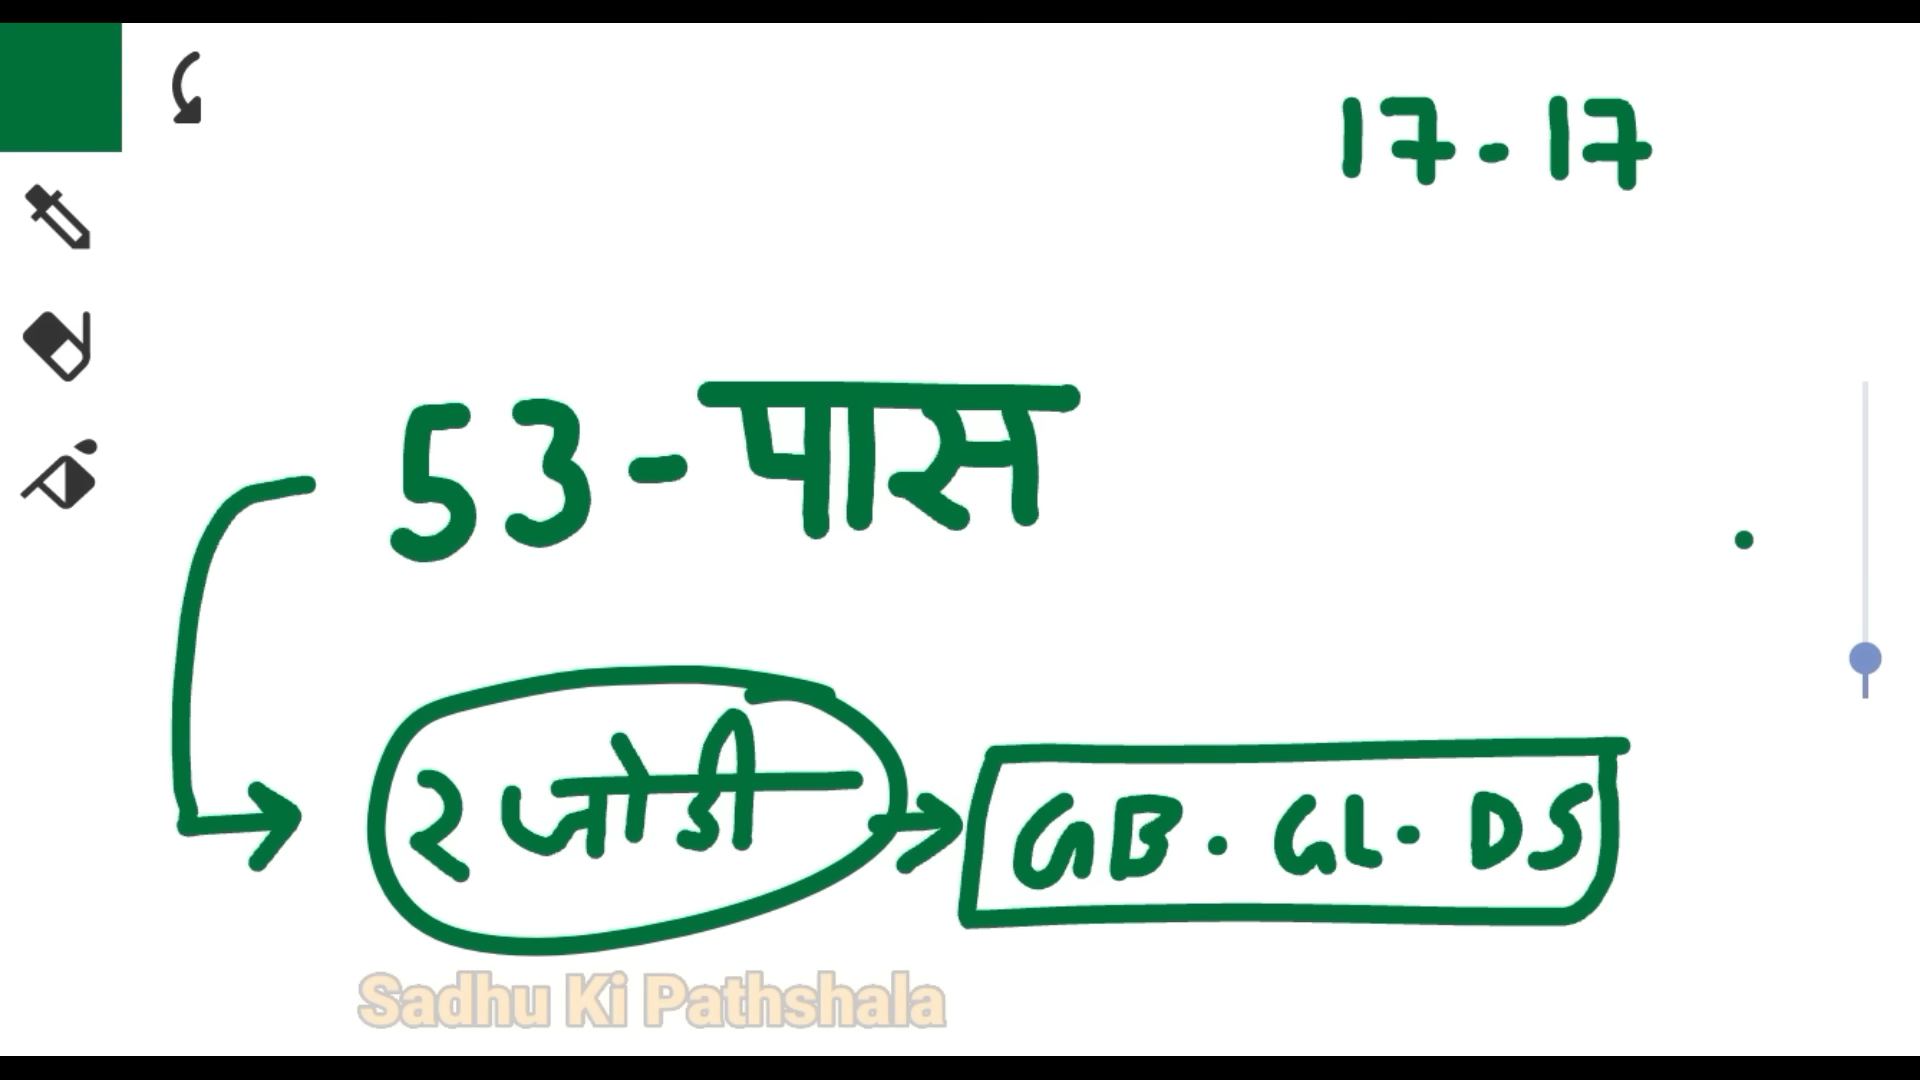 17-17
53-पास
२ जोडी → GB. GL. DS
Sadhu Ki Pathshala